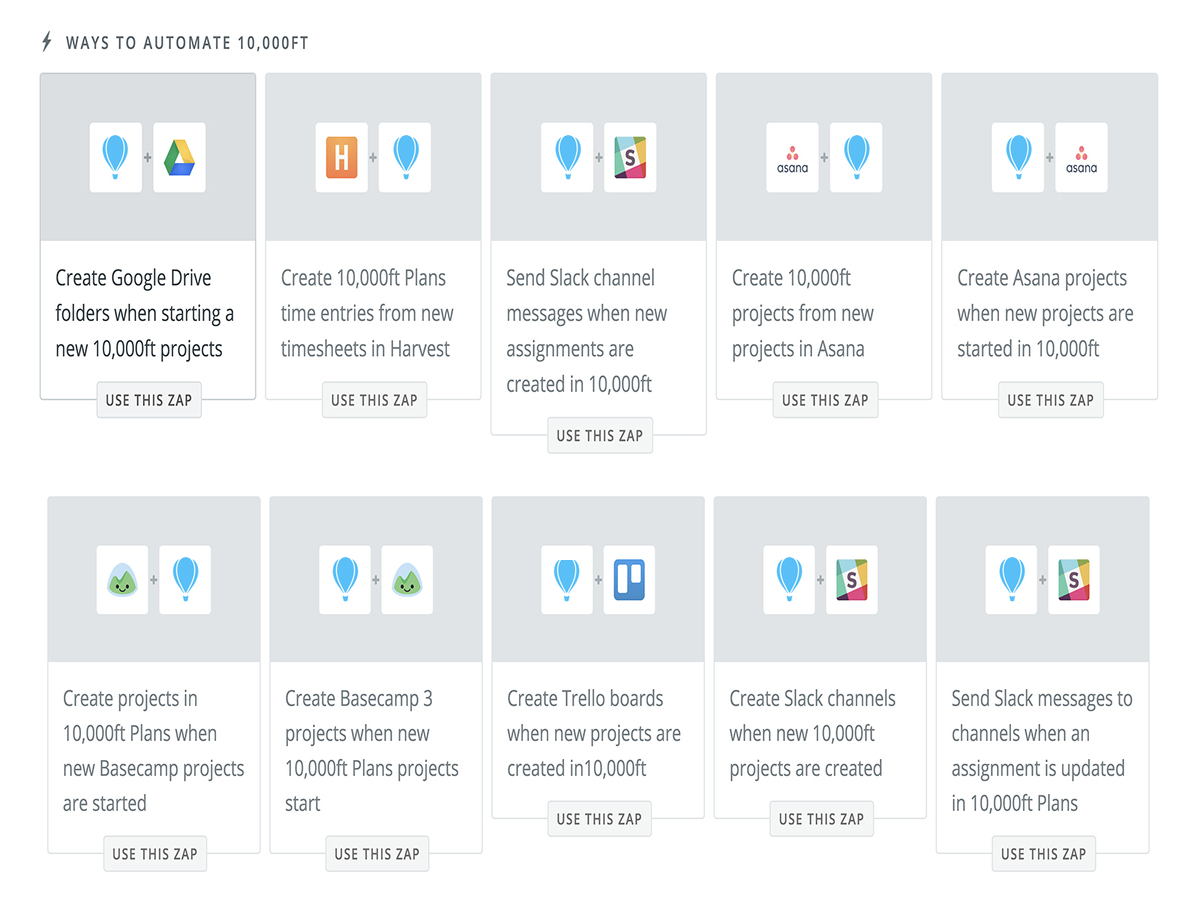 WAYS TO AUTOMATE 10,000FT
H
S
asana
asana
Create Google Drive
folders when starting a
new 10,000ft projects
USE THIS ZAP
Create 10,000ft Plans
time entries from new
timesheets in Harvest
USE THIS ZAP
Send Slack channel
messages when new
assignments are
created in 10,000ft
USE THIS ZAP
Create 10,000ft
projects from new
projects in Asana
USE THIS ZAP
Create Asana projects
when new projects are
started in 10,000ft
USE THIS ZAP
S
S
Create projects in
10,000ft Plans when
new Basecamp projects
are started
USE THIS ZAP
Create Basecamp 3
projects when new
10,000ft Plans projects
start
USE THIS ZAP
Create Trello boards
when new projects are
created in10,000ft
USE THIS ZAP
Create Slack channels
when new 10,000ft
projects are created
USE THIS ZAP
Send Slack messages to
channels when an
assignment is updated
in 10,000ft Plans
USE THIS ZAP